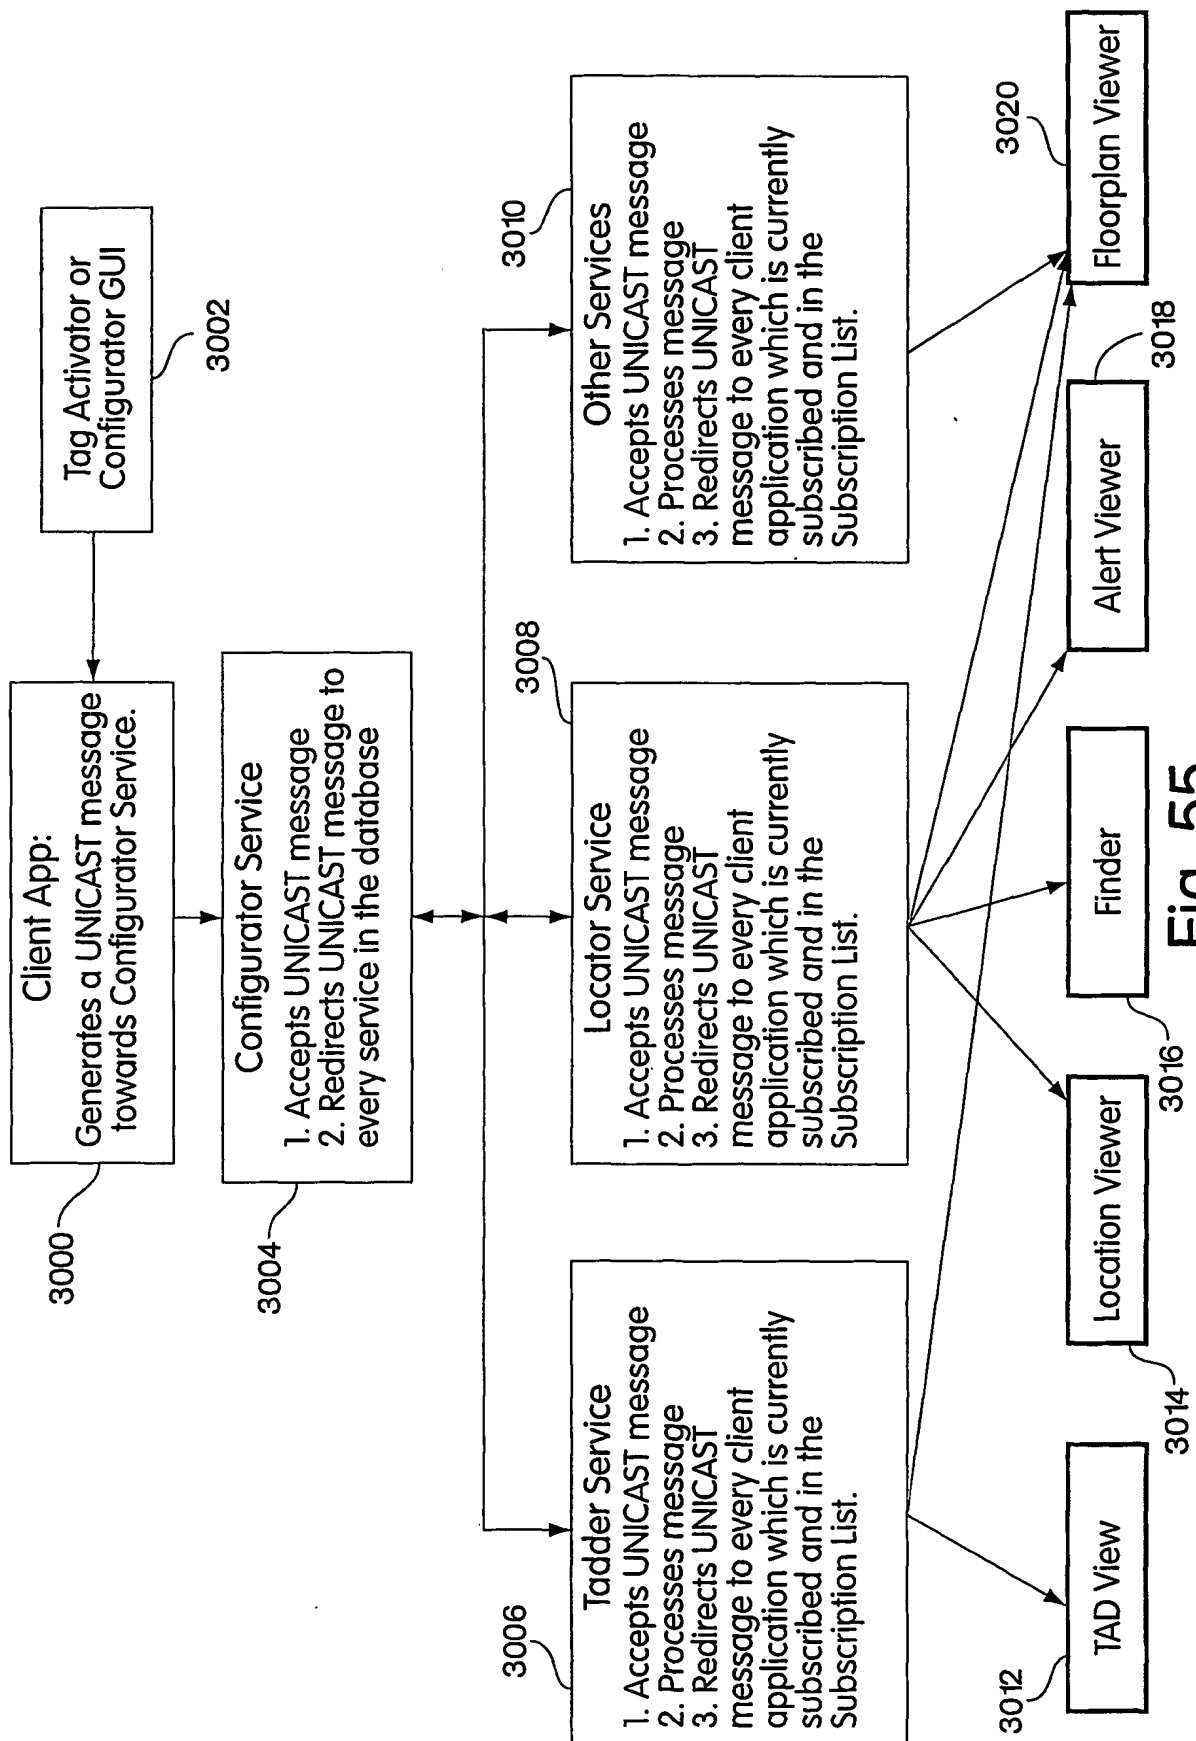 Client App:
Generates a UNICAST message
towards Configurator Service.
3000
Tag Activator or
Configurator GUI
3002
Configurator Service
1. Accepts UNICAST message
2. Redirects UNICAST message to
every service in the database
3004
Tadder Service
1. Accepts UNICAST message
2. Processes message
3. Redirects UNICAST
message to every client
application which is currently
subscribed and in the
Subscription List.
3006
Locator Service
1. Accepts UNICAST message
2. Processes message
3. Redirects UNICAST
message to every client
application which is currently
subscribed and in the
Subscription List.
3008
Other Services
1. Accepts UNICAST message
2. Processes message
3. Redirects UNICAST
message to every client
application which is currently
subscribed and in the
Subscription List.
3010
TAD View
3012
Location Viewer
3014
Finder
3016
Alert Viewer
3018
Floorplan Viewer
3020
Fig. 55